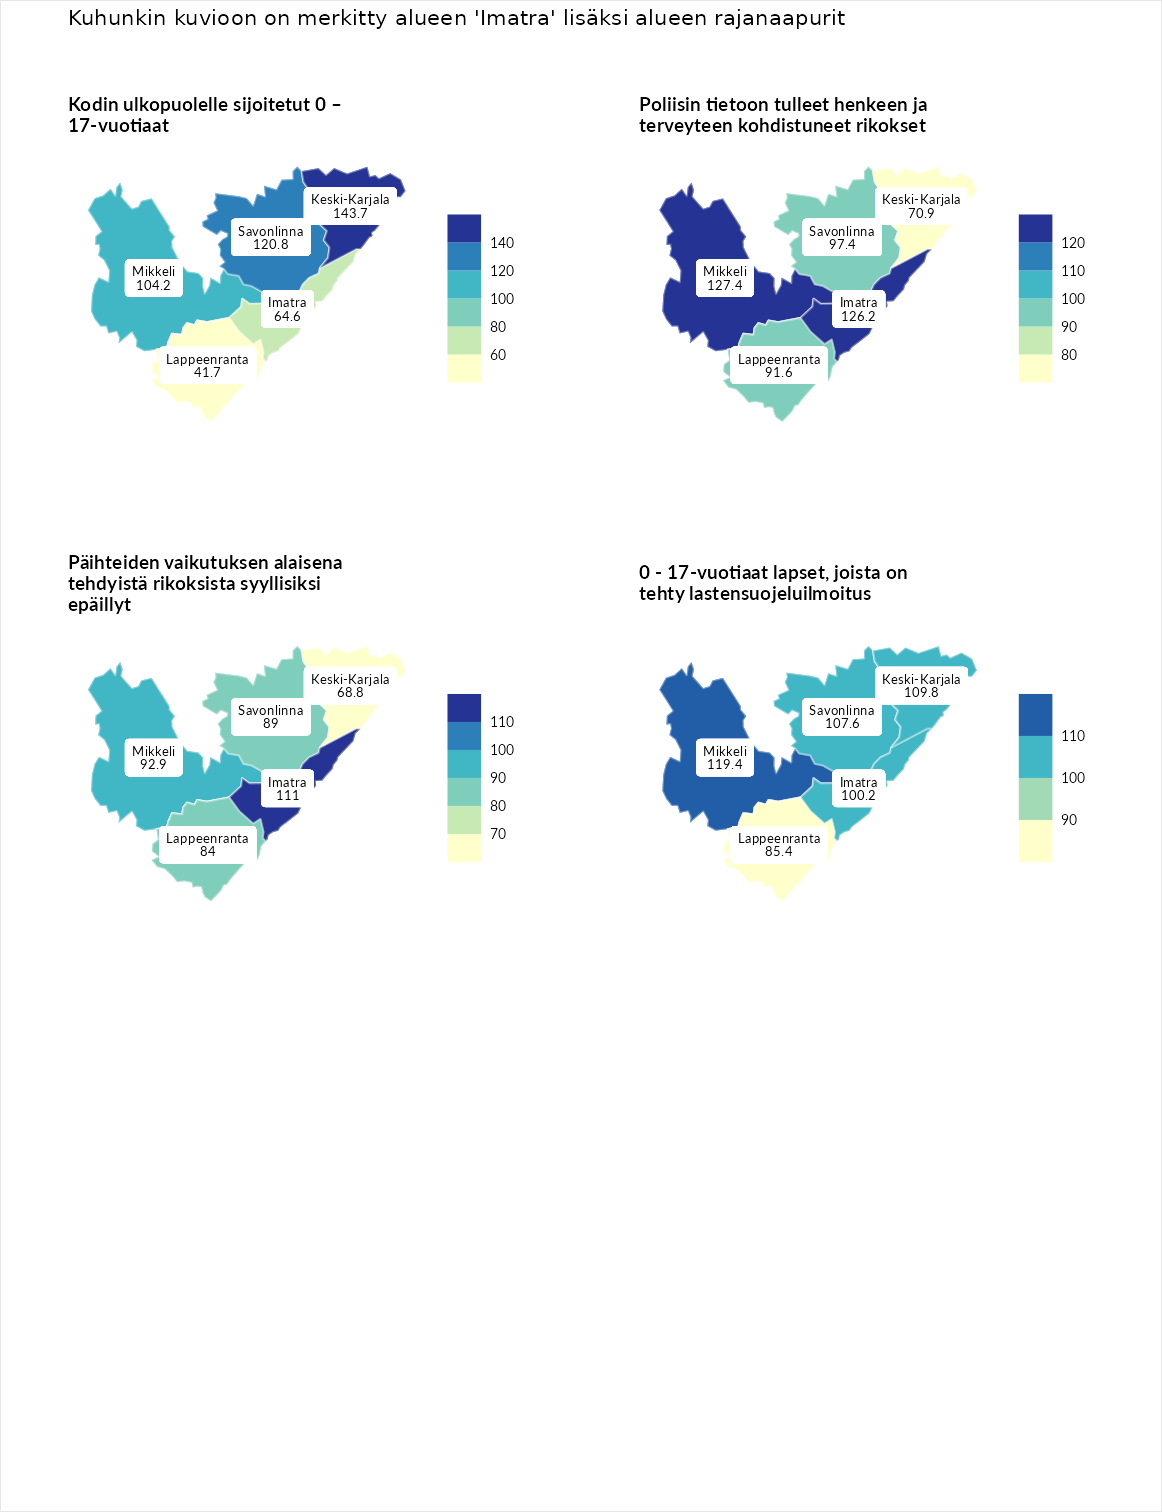 Kuhunkin kuvioon on merkitty alueen 'Imatra' lisäksi alueen rajanaapurit
Kodin ulkopuolelle sijoitetut 0 –
17-vuotiaat
Keski-Karjala
143.7
Savonlinna
120.8
Mikkeli
104.2
Imatra
64.6
Lappeenranta
41.7
140
120
100
80
60
Poliisin tietoon tulleet henkeen ja
terveyteen kohdistuneet rikokset
Keski-Karjala
70.9
Savonlinna
97.4
Mikkeli
127.4
Imatra
126.2
Lappeenranta
91.6
120
110
100
90
80
Päihteiden vaikutuksen alaisena
tehdyistä rikoksista syyllisiksi
epäillyt
Keski-Karjala
68.8
Savonlinna
89
Mikkeli
92.9
Imatra
111
Lappeenranta
84
110
100
90
80
70
0 - 17-vuotiaat lapset, joista on
tehty lastensuojeluilmoitus
Keski-Karjala
109.8
Savonlinna
107.6
Mikkeli
119.4
Imatra
100.2
Lappeenranta
85.4
110
100
90